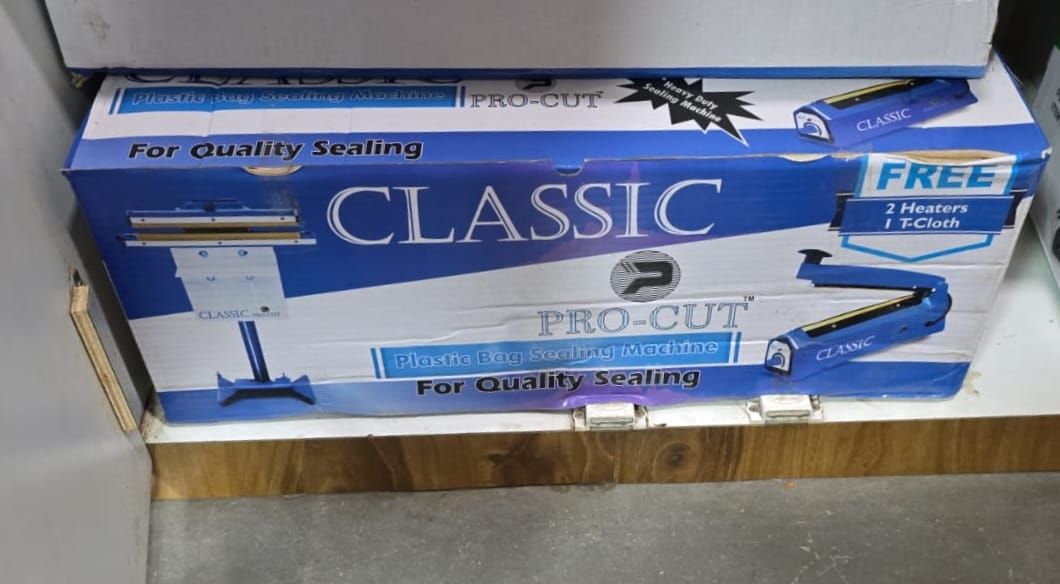 CLASSIC
Plastic Bag Sealing Machine
PRO-CUT
Heavy Duty
Sealing Machine
CLASSIC
For Quality Sealing
CLASSIC
FREE
2 Heaters
1 T-Cloth
CLASSIC PRO-CUT
PRO-CUT™
Plastic Bag Sealing Machine
For Quality Sealing
CLASSIC